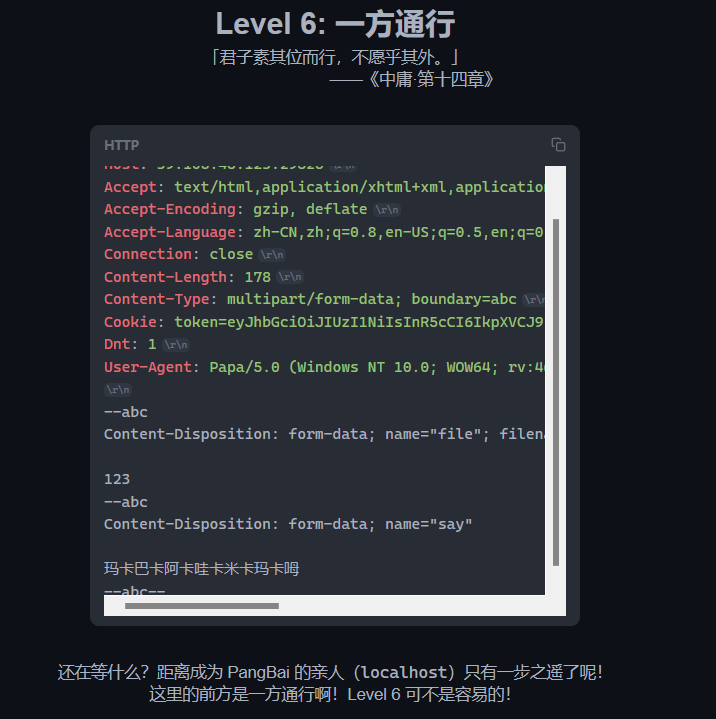 Level 6: 一方通行
「君子素其位而行，不愿乎其外。」
——《中庸·第十四章》
HTTP
Accept: text/html,application/xhtml+xml,application
Accept-Encoding: gzip, deflate \r\n
Accept-Language: zh-CN,zh;q=0.8,en-US;q=0.5,en;q=0
Connection: close \r\n
Content-Length: 178 \r\n
Content-Type: multipart/form-data; boundary=abc \r\n
Cookie: token=eyJhbGciOiJIUzI1NiIsInR5cCI6IkpXVCJ9
Dnt: 1 \r\n
User-Agent: Papa/5.0 (Windows NT 10.0; WOW64; rv:4
\r\n
--abc
Content-Disposition: form-data; name="file"; filen
123
--abc
Content-Disposition: form-data; name="say"
玛卡巴卡阿卡哇卡米卡玛卡呣
--abc--
还在等什么？距离成为 PangBai 的亲人（localhost）只有一步之遥了呢！
这里的前方是一方通行啊！Level 6 可不是容易的！